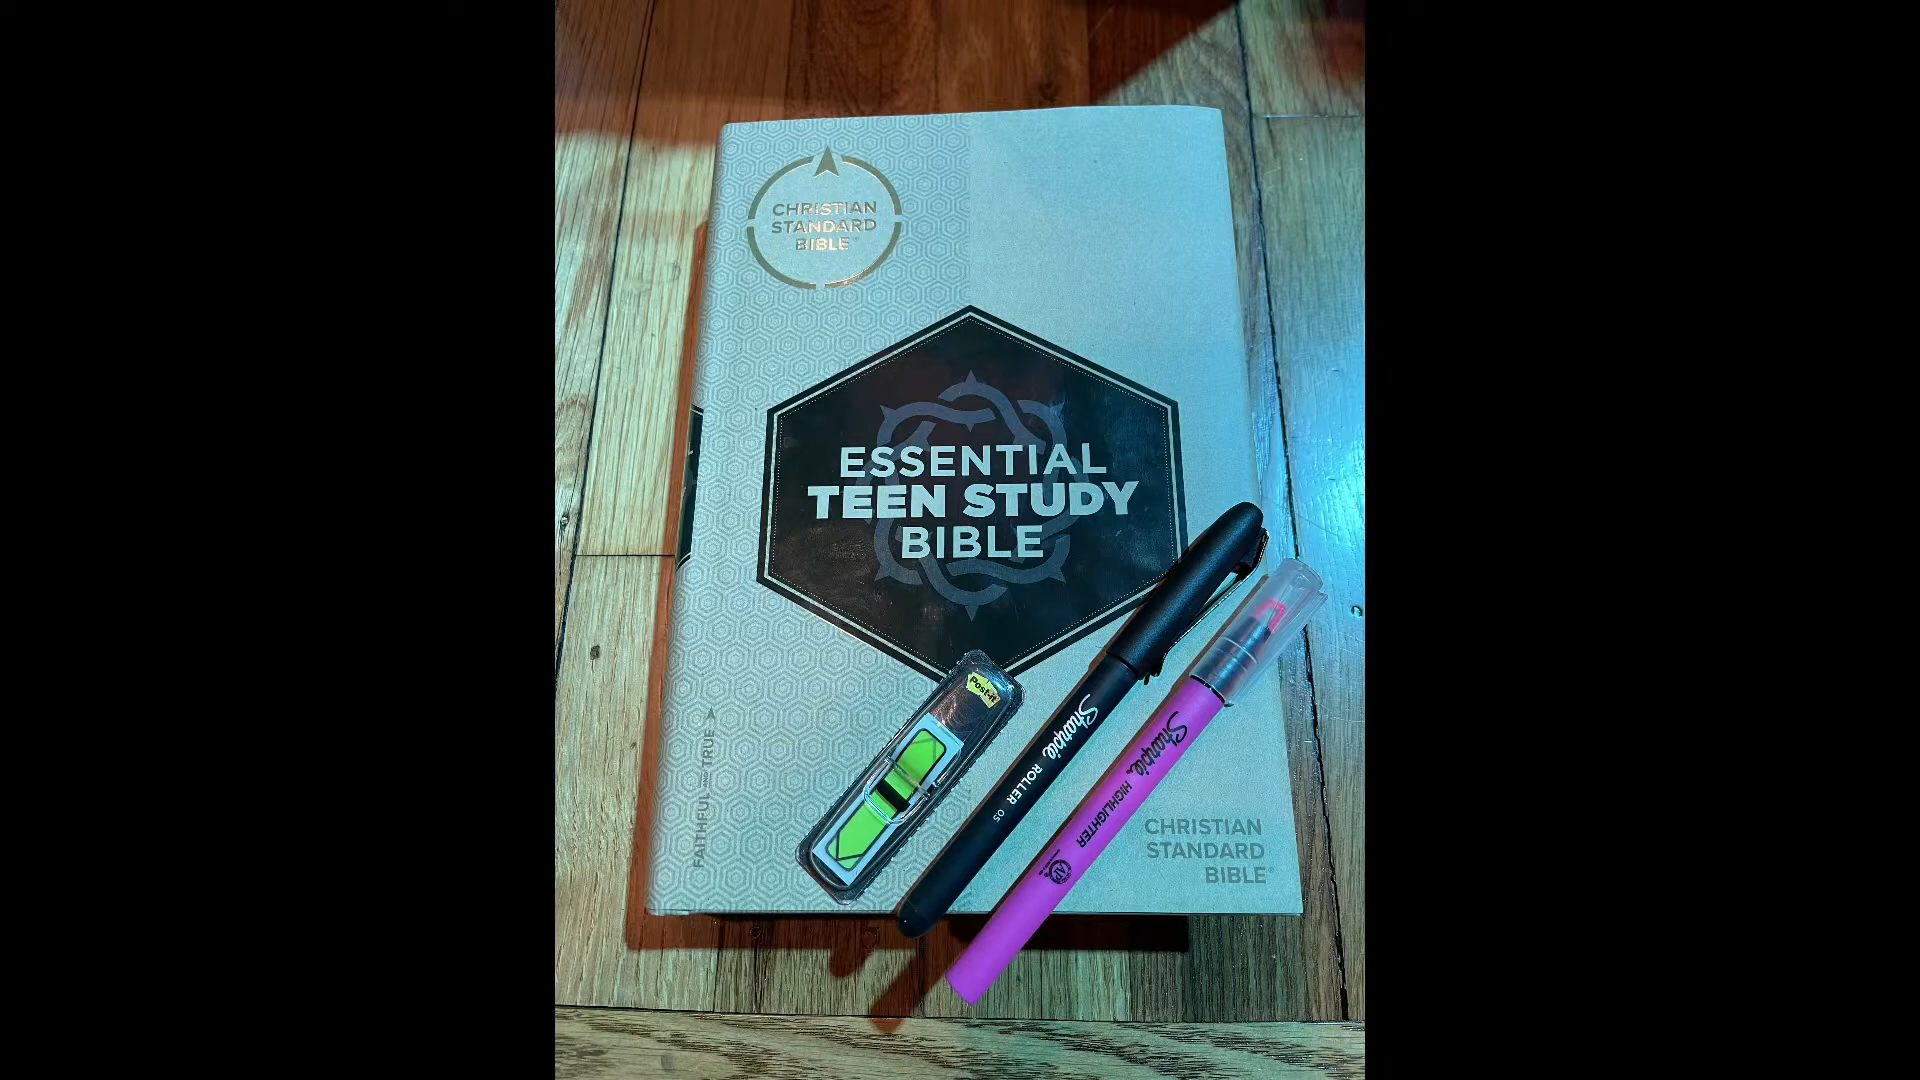 CHRISTIAN
STANDARD
BIBLE
ESSENTIAL
TEEN STUDY
BIBLE
Post-it
Sharpie ROLLER 0.5
Sharpie HIGHLIGHTER
AP
FAITHFUL AND TRUE
CHRISTIAN
STANDARD
BIBLE®